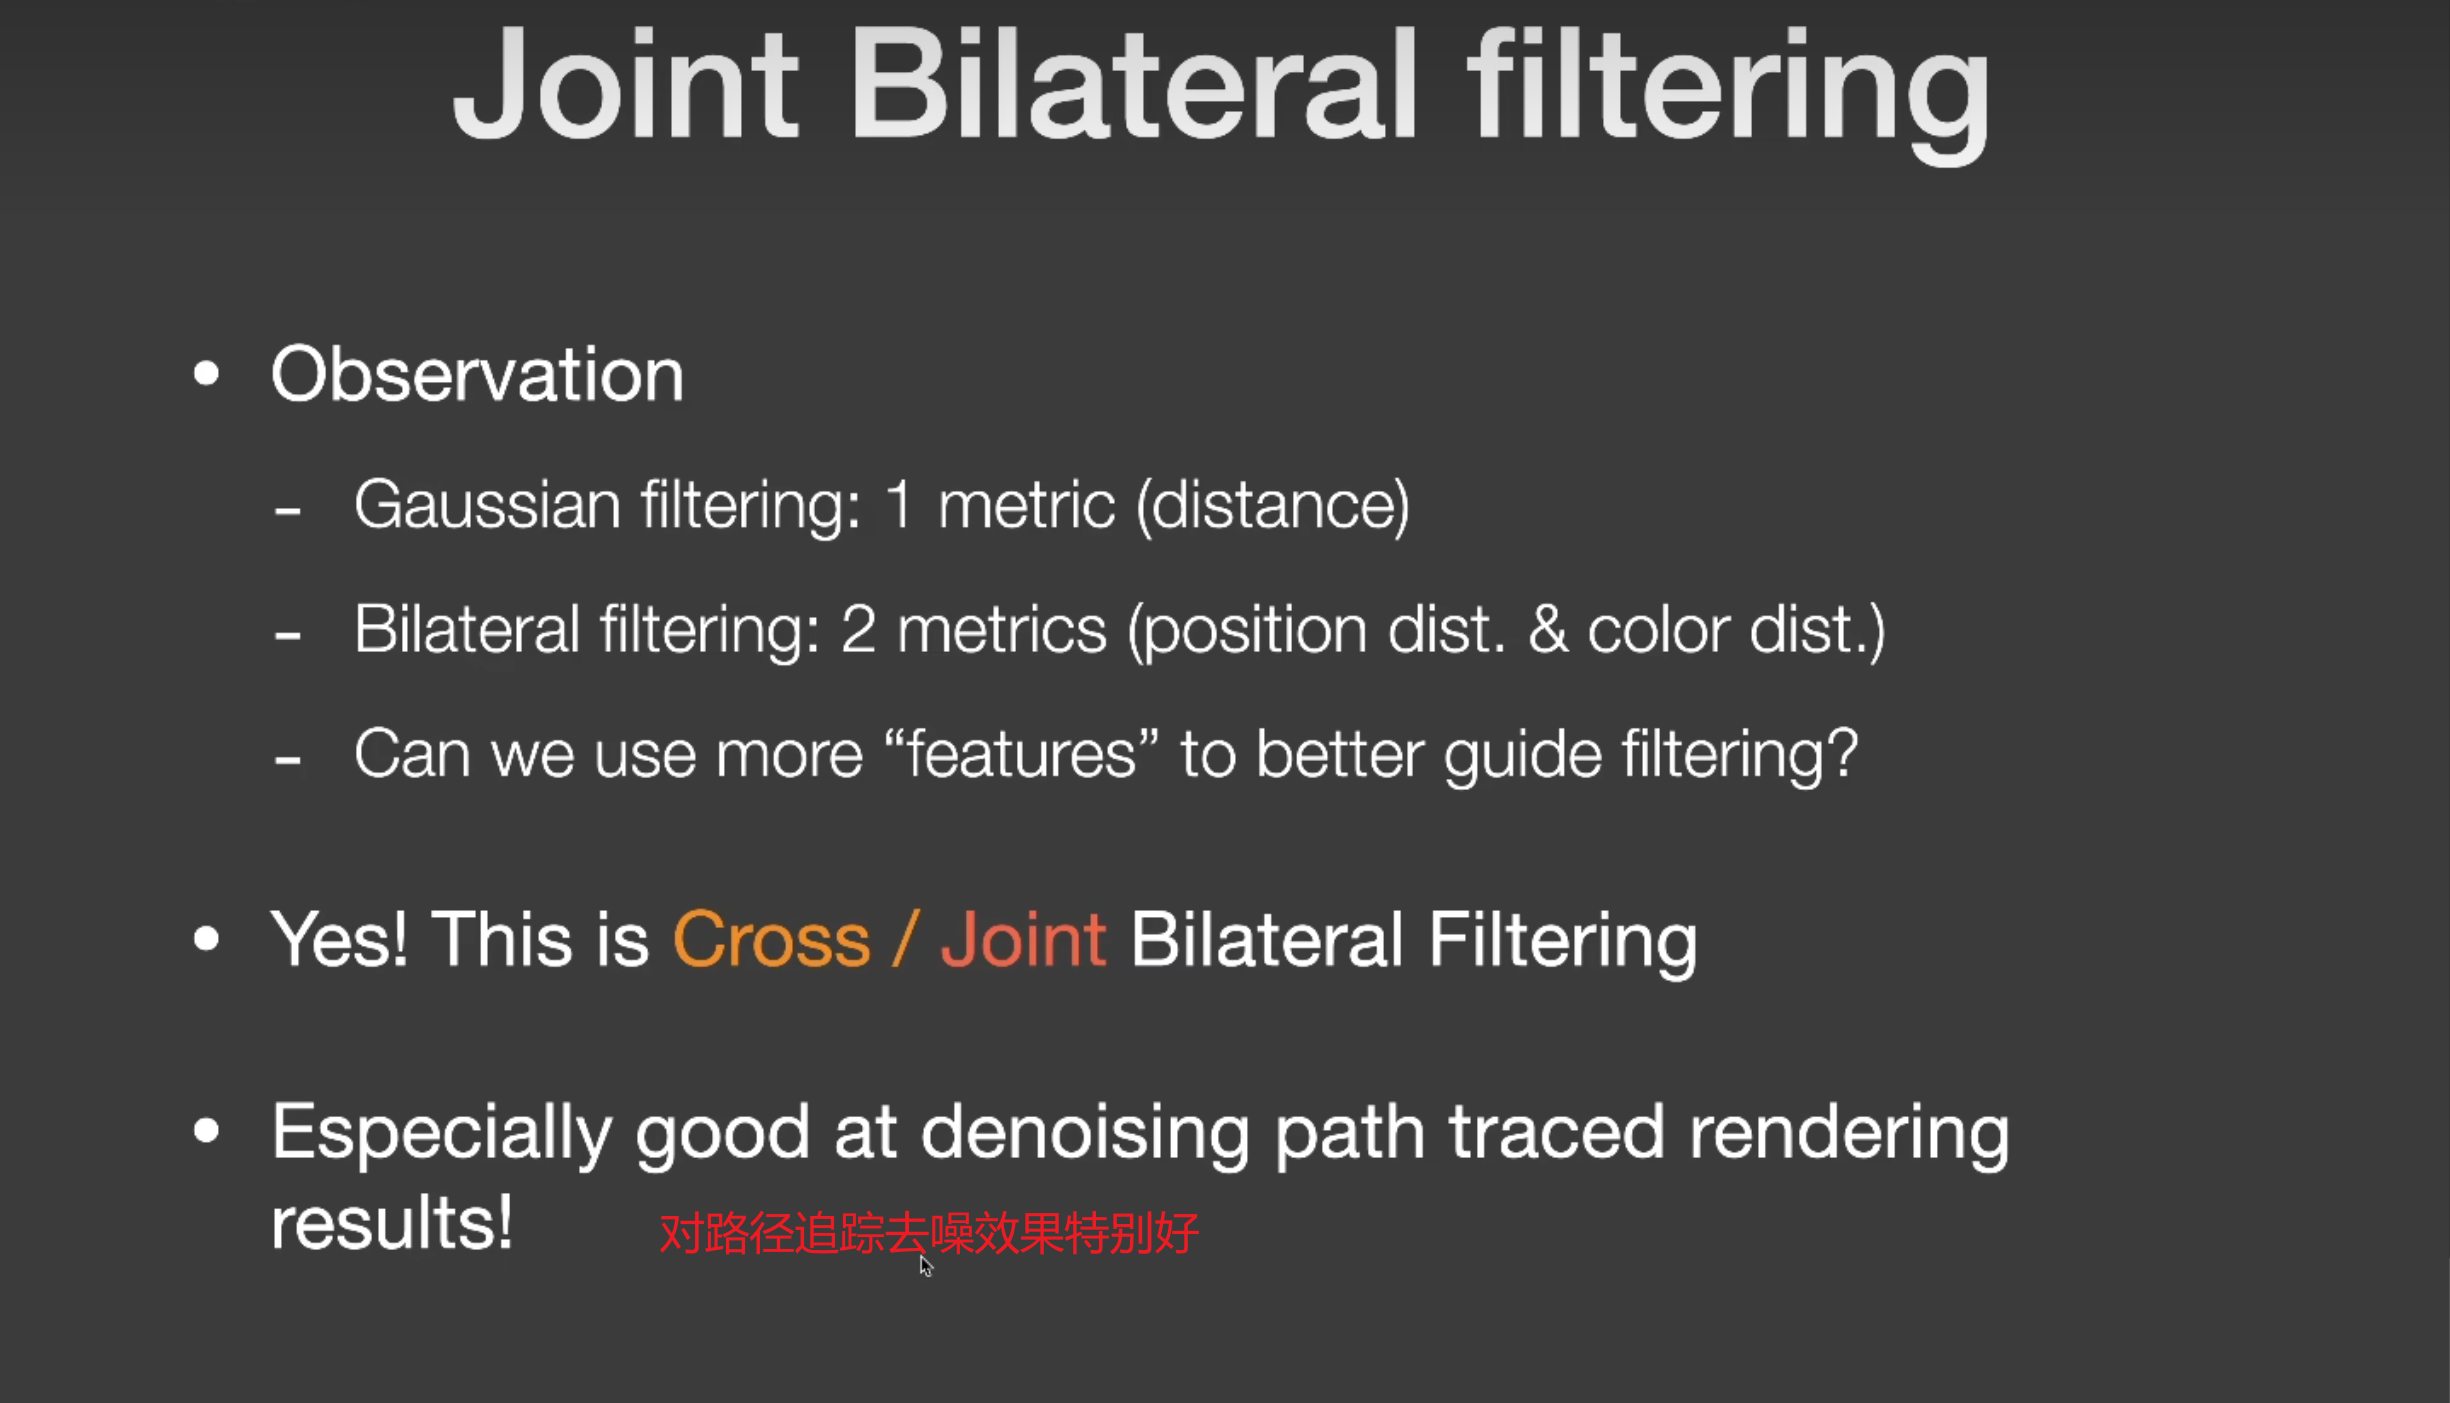 Joint Bilateral filtering
• Observation
- Gaussian filtering: 1 metric (distance)
- Bilateral filtering: 2 metrics (position dist. & color dist.)
- Can we use more “features” to better guide filtering?
• Yes! This is Cross / Joint Bilateral Filtering
• Especially good at denoising path traced rendering
results!
对路径追踪去噪效果特别好